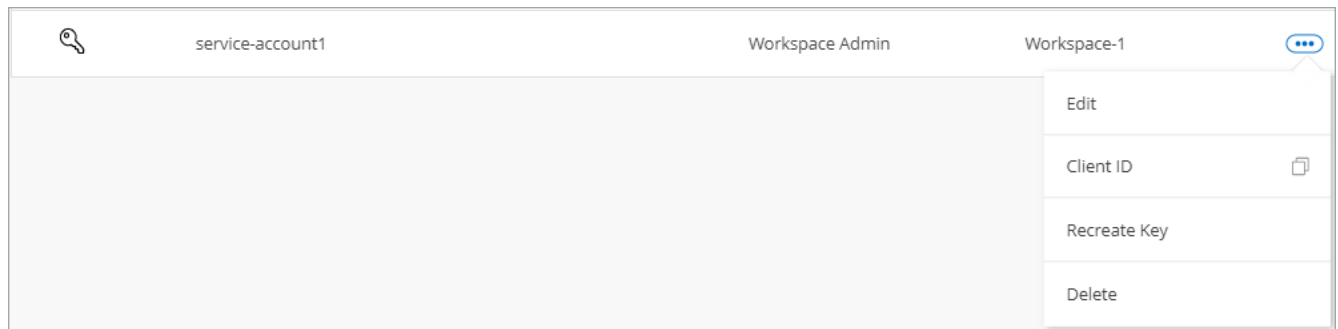 service-account1 Workspace Admin Workspace-1
Edit
Client ID
Recreate Key
Delete